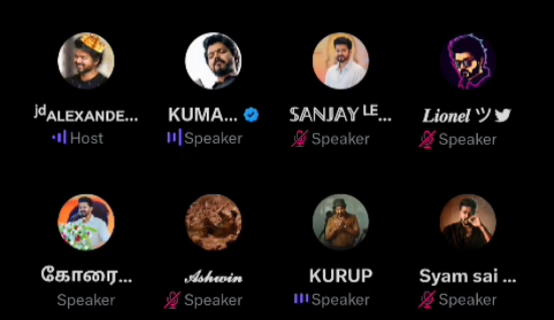 jdALEXANDE... KUMA... SANJAY LE... Lionel ツ
Host Speaker Speaker Speaker
கோரை... Ashwin KURUP Syam sai ...
Speaker Speaker Speaker Speaker